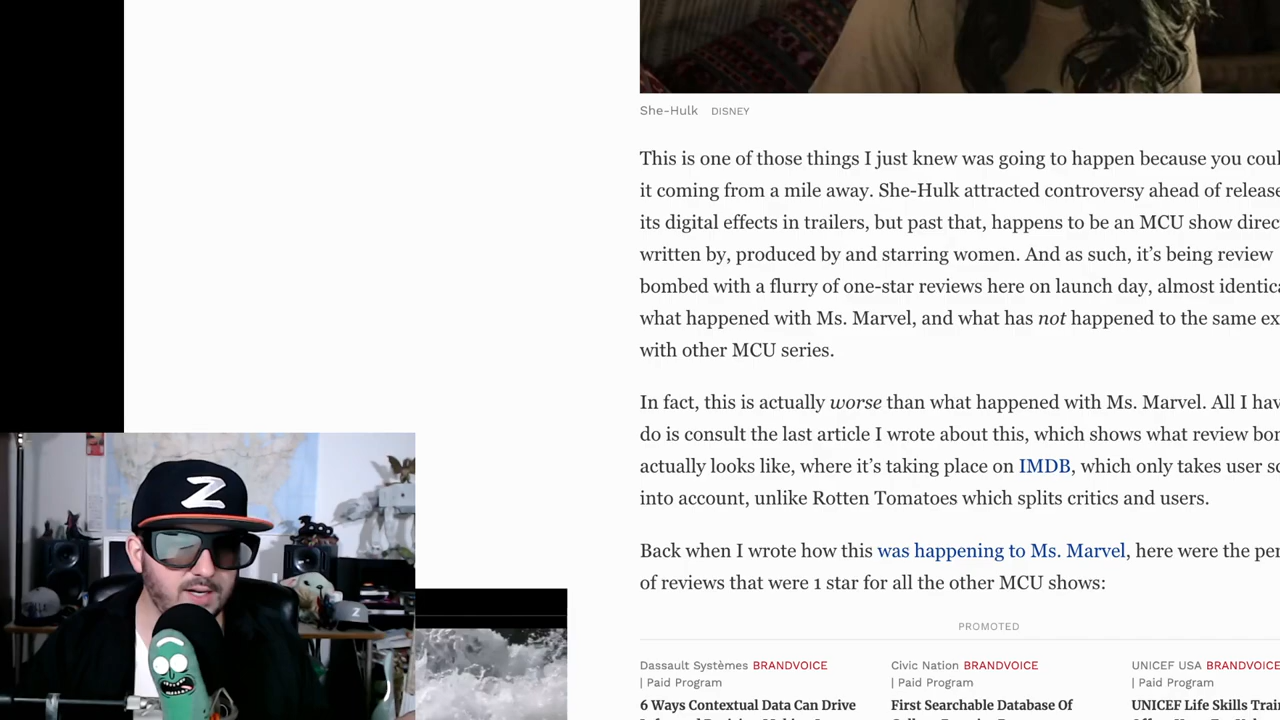 She-Hulk DISNEY
This is one of those things I just knew was going to happen because you
it coming from a mile away. She-Hulk attracted controversy ahead of release
its digital effects in trailers, but past that, happens to be an MCU show
written by, produced by and starring women. And as such, it’s being review
bombed with a flurry of one-star reviews here on launch day, almost
what happened with Ms. Marvel, and what has not happened to the same
with other MCU series.
In fact, this is actually worse than what happened with Ms. Marvel. All I
do is consult the last article I wrote about this, which shows what review
actually looks like, where it’s taking place on IMDB, which only takes user
into account, unlike Rotten Tomatoes which splits critics and users.
Back when I wrote how this was happening to Ms. Marvel, here were the
of reviews that were 1 star for all the other MCU shows:
PROMOTED
Dassault Systèmes BRANDVOICE
| Paid Program
6 Ways Contextual Data Can Drive
Civic Nation BRANDVOICE
| Paid Program
First Searchable Database Of
UNICEF USA BRANDVOICE
| Paid Program
UNICEF Life Skills
Z
Z